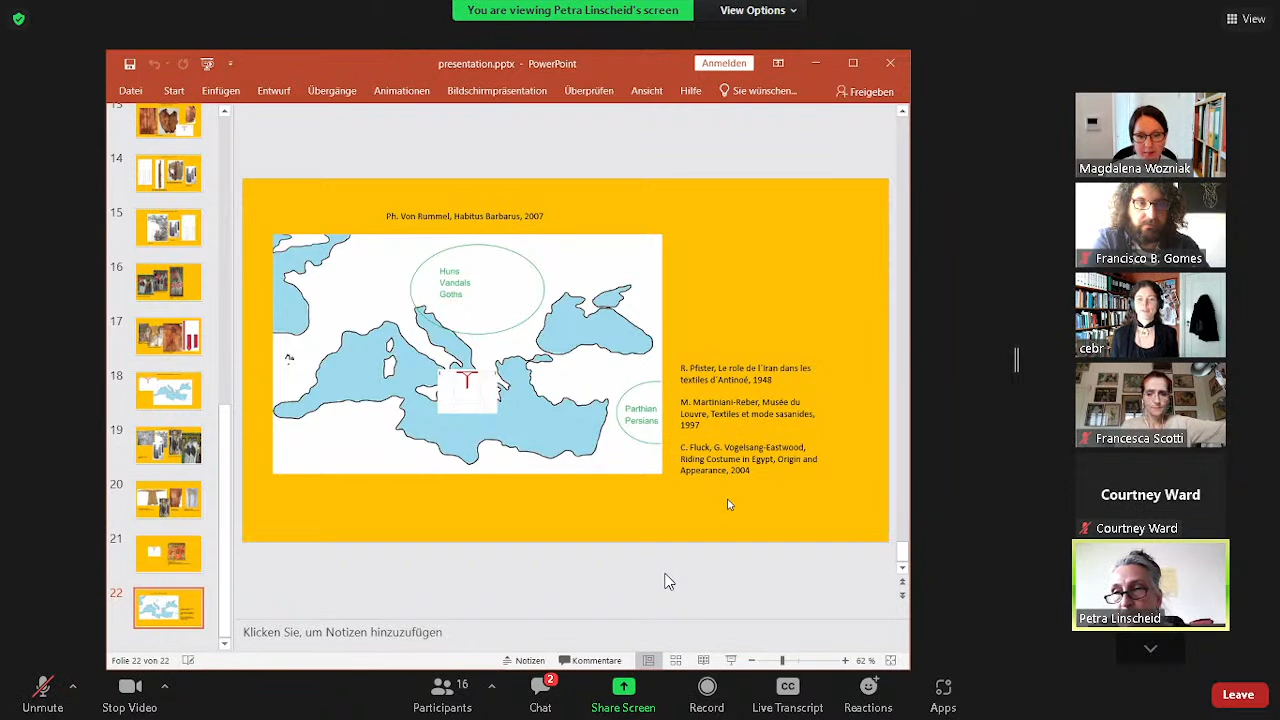 You are viewing Petra Linscheid's screen
View Options
View
presentation.pptx - PowerPoint
Anmelden
Datei
Start
Einfügen
Entwurf
Übergänge
Animationen
Bildschirmpräsentation
Überprüfen
Ansicht
Hilfe
Sie wünschen...
Freigeben
13
14
15
16
17
18
19
20
21
22
Ph. Von Rummel, Habitus Barbarus, 2007
Huns
Vandals
Goths
Parthian
Persians
R. Pfister, Le role de l´Iran dans les
textiles d´Antinoé, 1948
M. Martiniani-Reber, Musée du
Louvre, Textiles et mode sasanides,
1997
C. Fluck, G. Vogelsang-Eastwood,
Riding Costume in Egypt, Origin and
Appearance, 2004
Klicken Sie, um Notizen hinzuzufügen
Folie 22 von 22
Notizen
Kommentare
62 %
Magdalena Wozniak
Francisco B. Gomes
cebr
Francesca Scotti
Courtney Ward
Courtney Ward
Petra Linscheid
Unmute
Stop Video
16
Participants
2
Chat
Share Screen
Record
CC
Live Transcript
Reactions
Apps
Leave